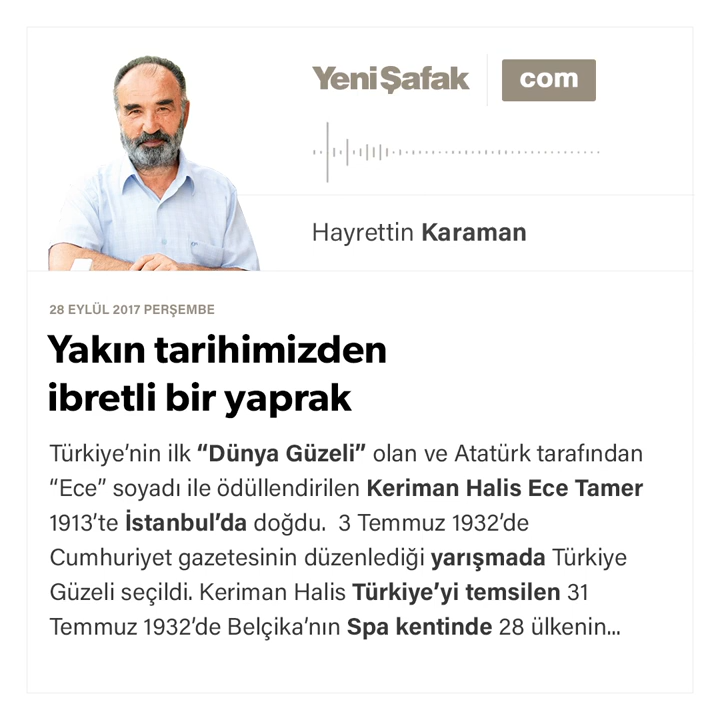 YeniŞafak com
Hayrettin Karaman
28 EYLÜL 2017 PERŞEMBE
Yakın tarihimizden
ibretli bir yaprak
Türkiye’nin ilk “Dünya Güzeli” olan ve Atatürk tarafından
“Ece” soyadı ile ödüllendirilen Keriman Halis Ece Tamer
1913’te İstanbul’da doğdu. 3 Temmuz 1932’de
Cumhuriyet gazetesinin düzenlediği yarışmada Türkiye
Güzeli seçildi. Keriman Halis Türkiye’yi temsilen 31
Temmuz 1932’de Belçika’nın Spa kentinde 28 ülkenin...